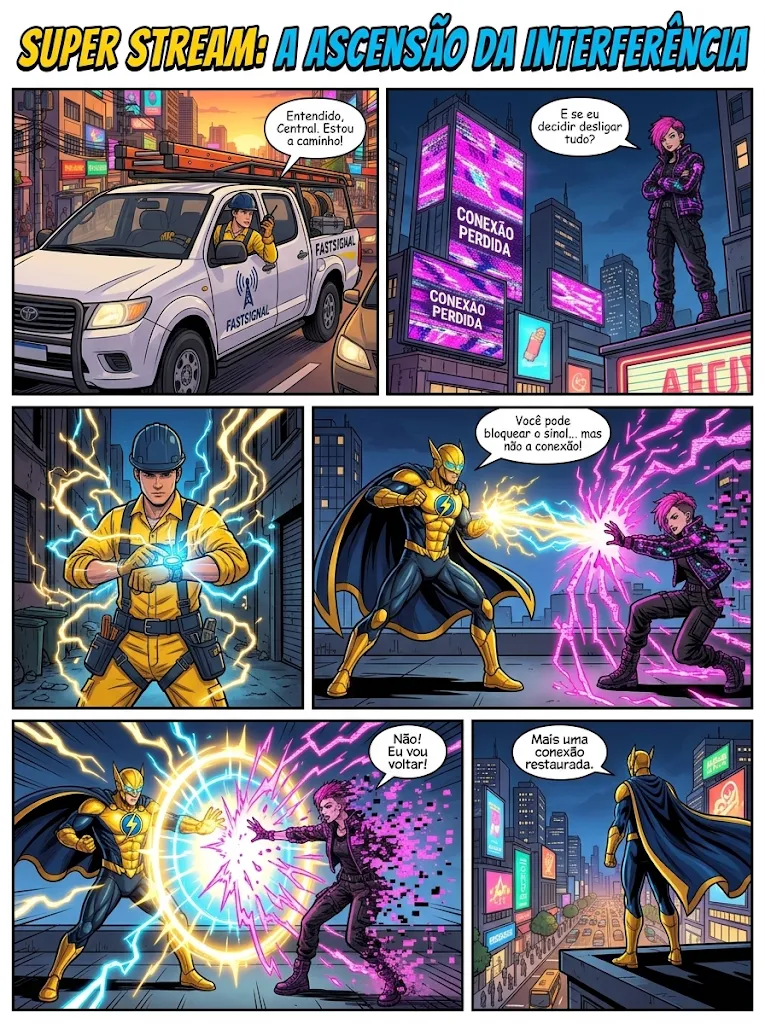 SUPER STREAM: A ASCENSÃO DA INTERFERÊNCIA
Entendido,
Central. Estou
a caminho!
FASTSIGNAL
FASTSIGNAL
E se eu
decidir desligar
tudo?
CONEXÃO
PERDIDA
CONEXÃO
PERDIDA
Você pode
bloquear o sinol... mas
não a conexão!
Não!
Eu vou
voltar!
Mais uma
conexão
restaurada.